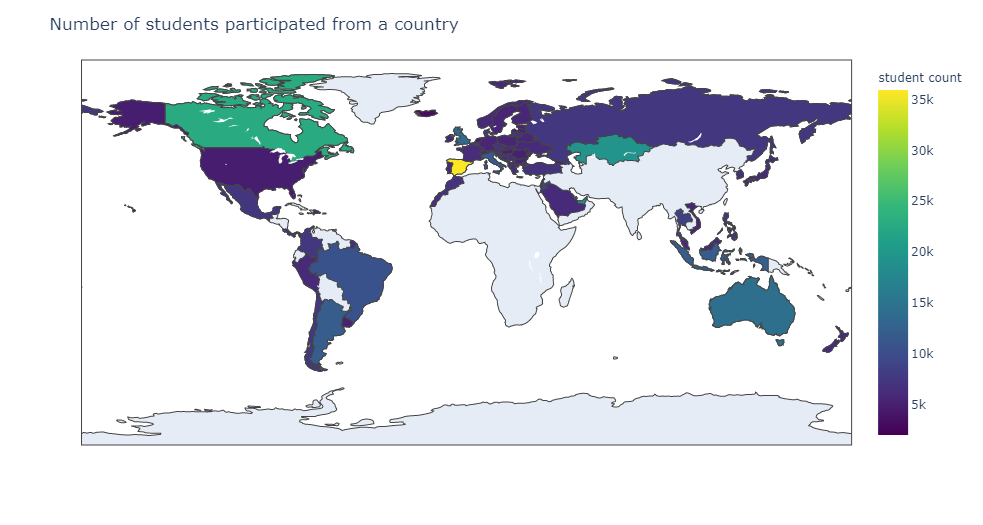 Number of students participated from a country
student count
35k
30k
25k
20k
15k
10k
5k